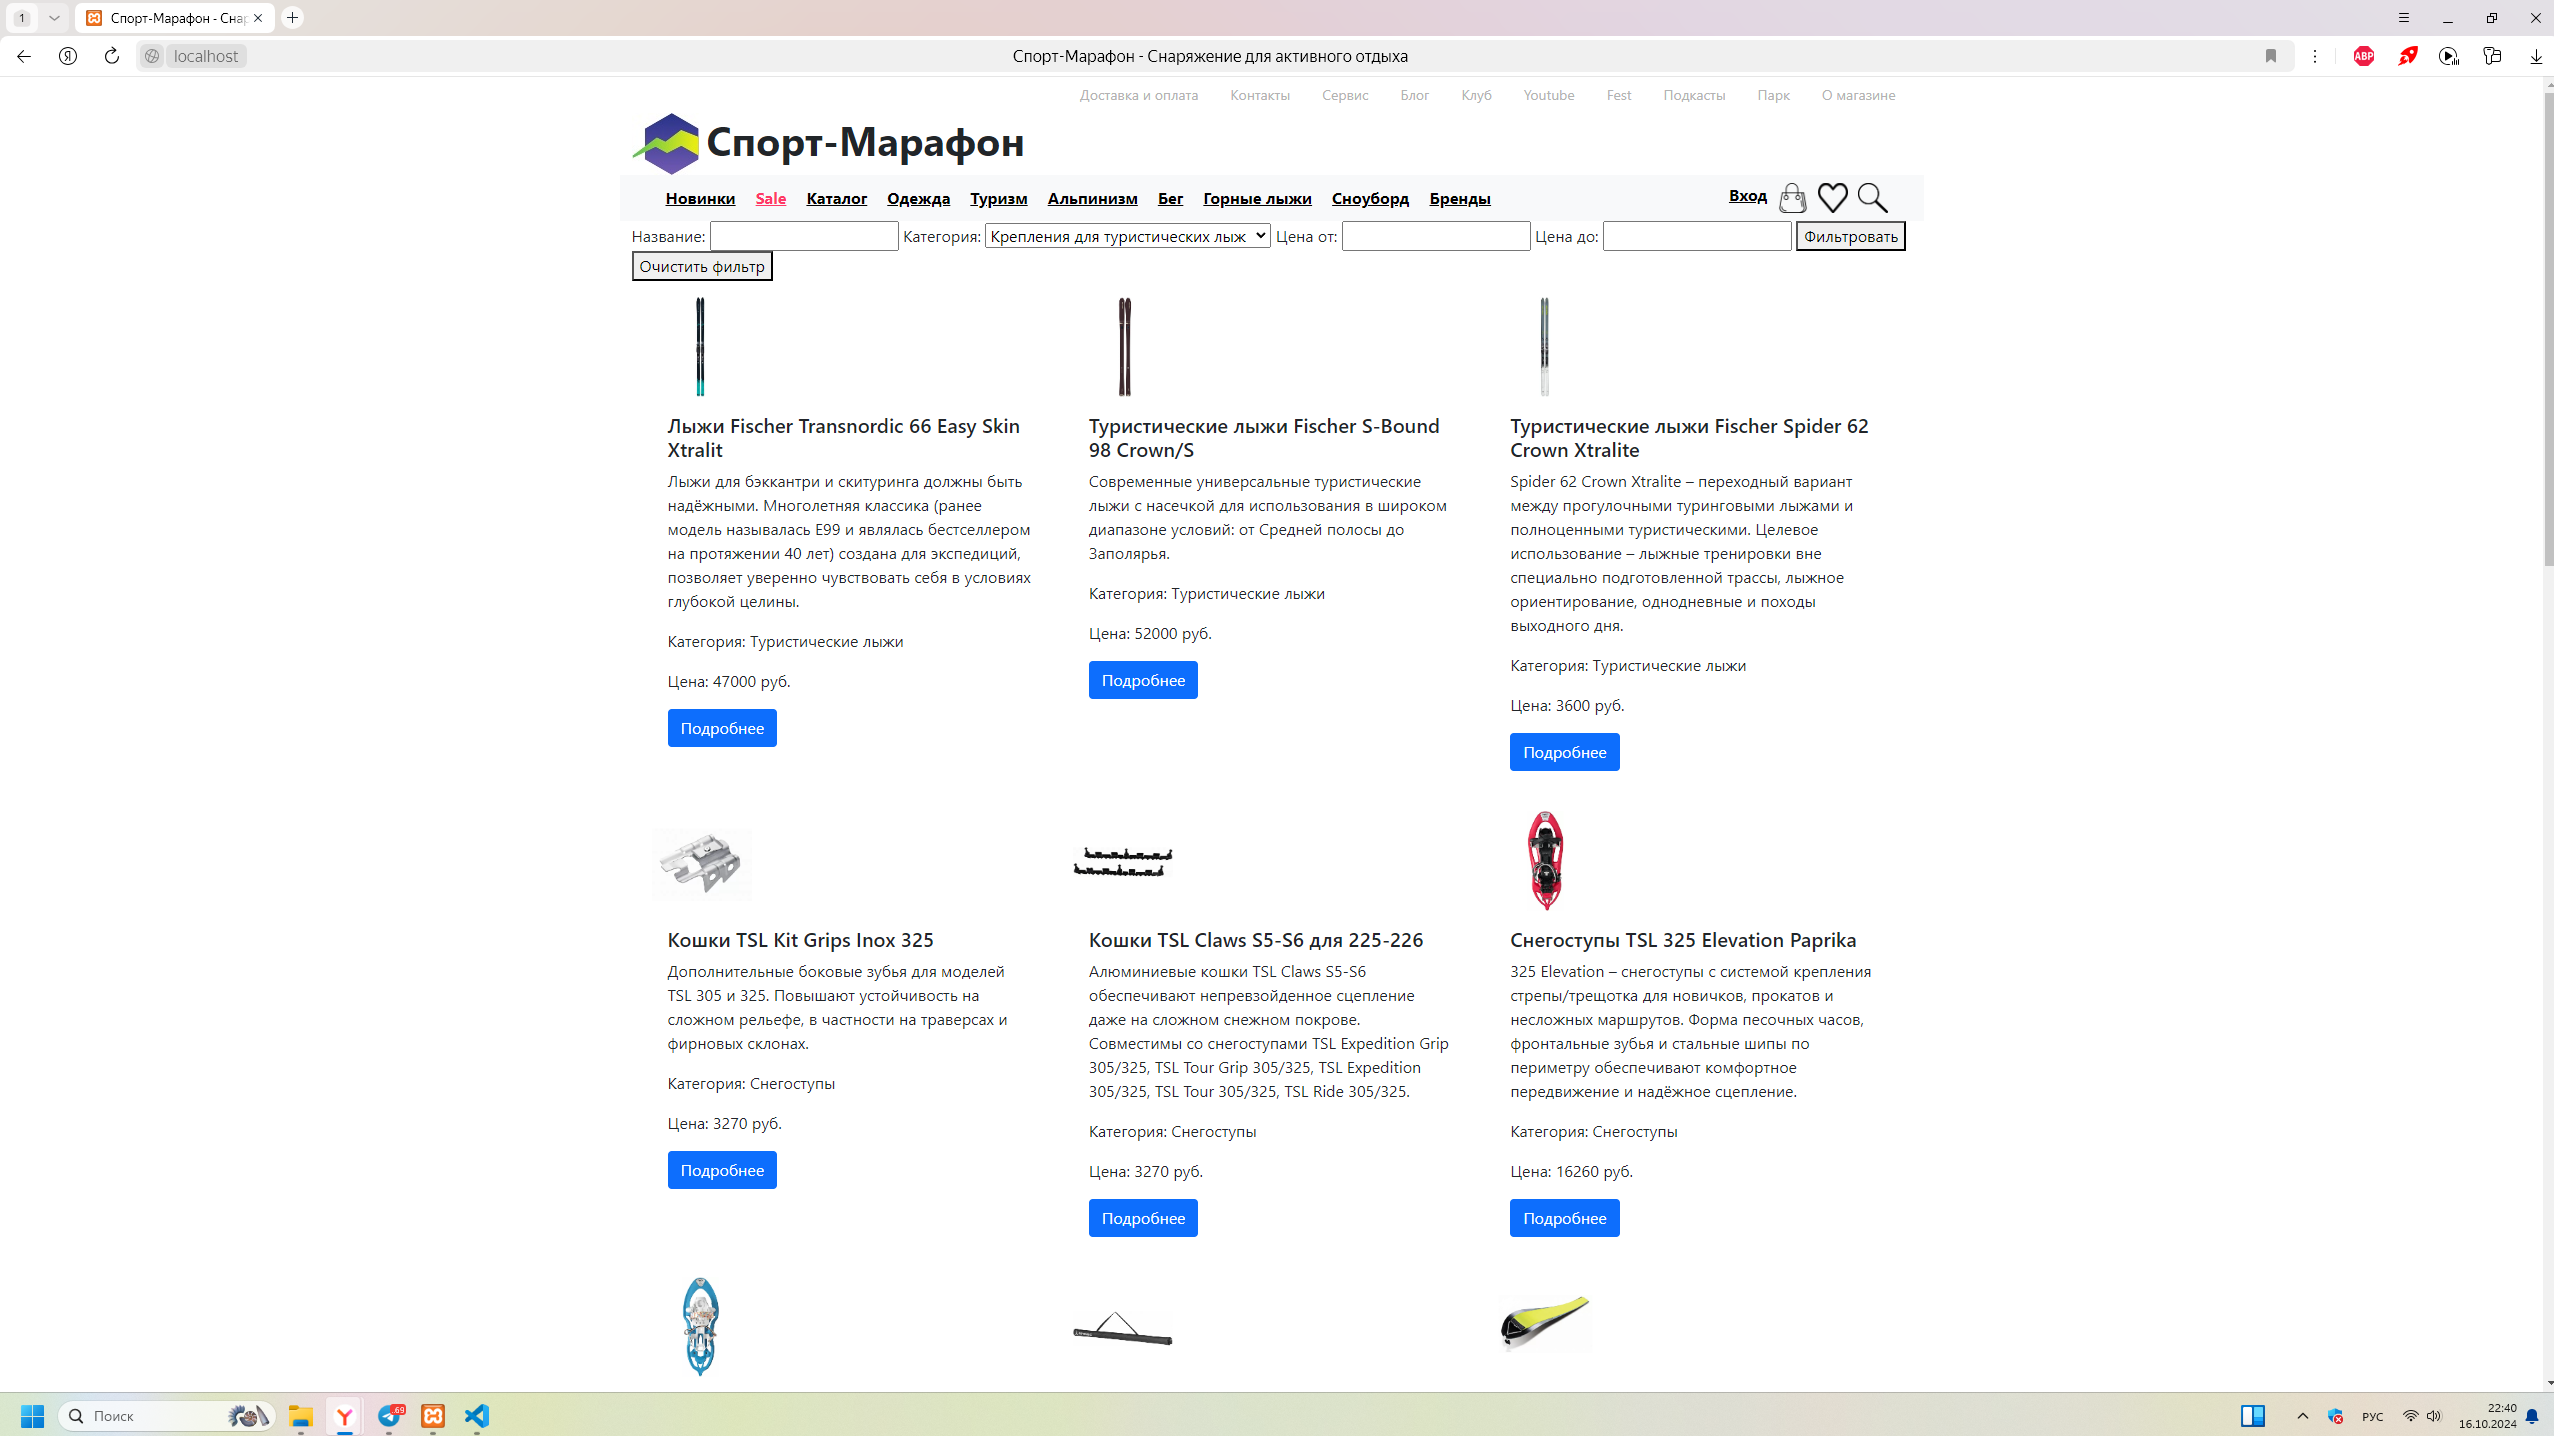 1
Спорт-Марафон - Снар
localhost
Спорт-Марафон - Снаряжение для активного отдыха
ABP
Доставка и оплата Контакты Сервис Блог Клуб Youtube Fest Подкасты Парк О магазине
Спорт-Марафон
Новинки Sale Каталог Одежда Туризм Альпинизм Бег Горные лыжи Сноуборд Бренды Вход
Название: Категория: Крепления для туристических лыж Цена от: Цена до: Фильтровать
Очистить фильтр
Лыжи Fischer Transnordic 66 Easy Skin
Xtralit
Лыжи для бэккантри и скитуринга должны быть
надёжными. Многолетняя классика (ранее
модель называлась E99 и являлась бестселлером
на протяжении 40 лет) создана для экспедиций,
позволяет уверенно чувствовать себя в условиях
глубокой целины.
Категория: Туристические лыжи
Цена: 47000 руб.
Подробнее
Туристические лыжи Fischer S-Bound
98 Crown/S
Современные универсальные туристические
лыжи с насечкой для использования в широком
диапазоне условий: от Средней полосы до
Заполярья.
Категория: Туристические лыжи
Цена: 52000 руб.
Подробнее
Туристические лыжи Fischer Spider 62
Crown Xtralite
Spider 62 Crown Xtralite – переходный вариант
между прогулочными туринговыми лыжами и
полноценными туристическими. Целевое
использование – лыжные тренировки вне
специально подготовленной трассы, лыжное
ориентирование, однодневные и походы
выходного дня.
Категория: Туристические лыжи
Цена: 3600 руб.
Подробнее
Кошки TSL Kit Grips Inox 325
Дополнительные боковые зубья для моделей
TSL 305 и 325. Повышают устойчивость на
сложном рельефе, в частности на траверсах и
фирновых склонах.
Категория: Снегоступы
Цена: 3270 руб.
Подробнее
Кошки TSL Claws S5-S6 для 225-226
Алюминиевые кошки TSL Claws S5-S6
обеспечивают непревзойденное сцепление
даже на сложном снежном покрове.
Совместимы со снегоступами TSL Expedition Grip
305/325, TSL Tour Grip 305/325, TSL Expedition
305/325, TSL Tour 305/325, TSL Ride 305/325.
Категория: Снегоступы
Цена: 3270 руб.
Подробнее
Снегоступы TSL 325 Elevation Paprika
325 Elevation – снегоступы с системой крепления
стрепы/трещотка для новичков, прокатов и
несложных маршрутов. Форма песочных часов,
фронтальные зубья и стальные шипы по
периметру обеспечивают комфортное
передвижение и надёжное сцепление.
Категория: Снегоступы
Цена: 16260 руб.
Подробнее
Поиск
69
РУС
22:40
16.10.2024